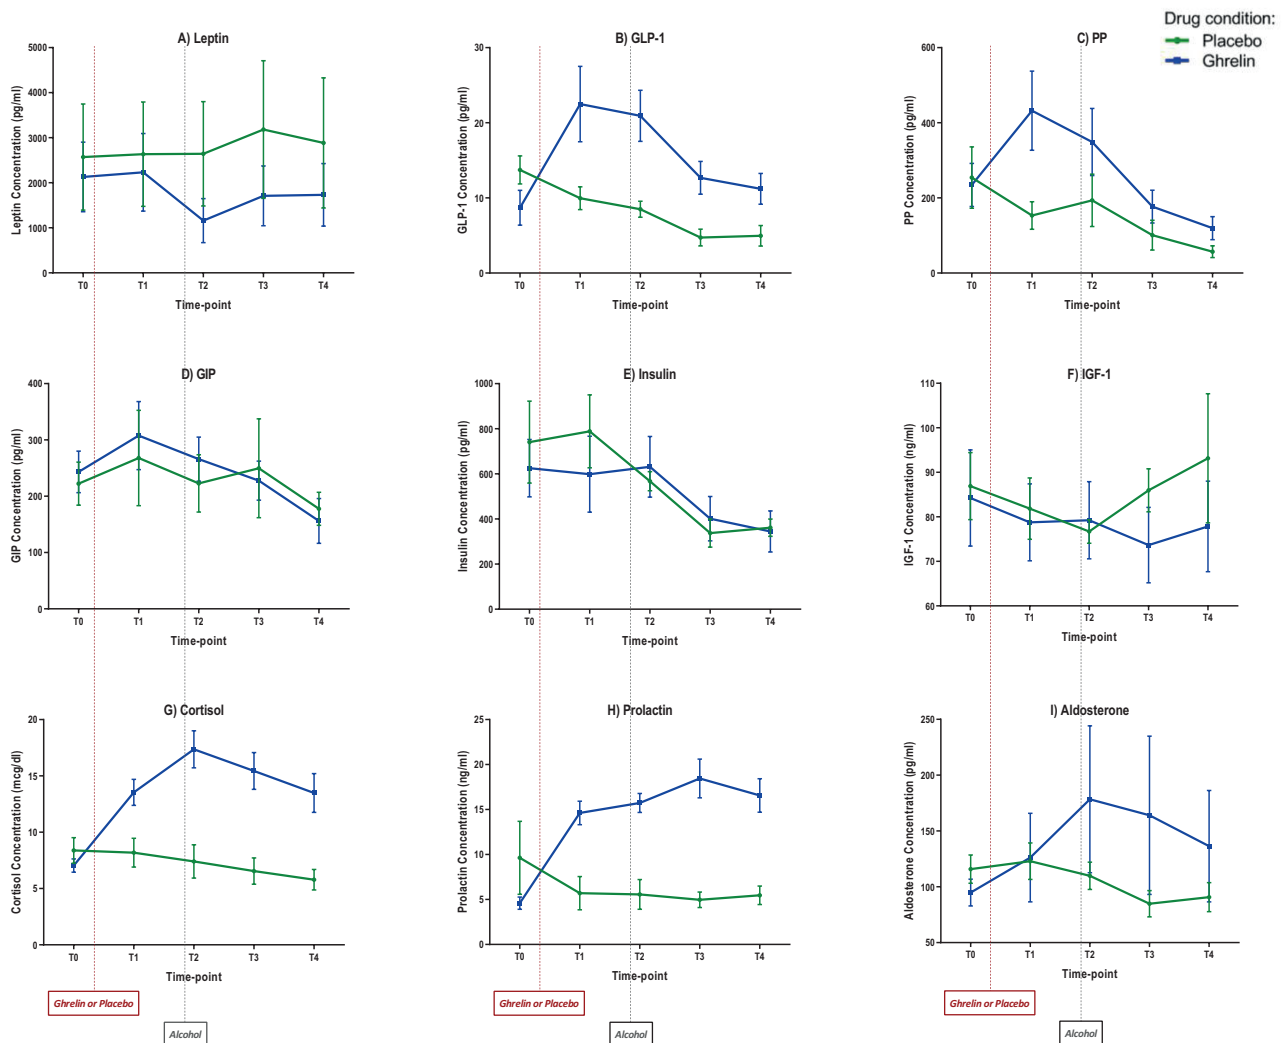 Drug condition:
Placebo
Ghrelin
A) Leptin
Leptin Concentration (pg/ml)
5000
4000
3000
2000
1000
0
T0 T1 T2 T3 T4
Time-point
B) GLP-1
GLP-1 Concentration (pg/ml)
30
20
10
0
T0 T1 T2 T3 T4
Time-point
C) PP
PP Concentration (pg/ml)
600
400
200
0
T0 T1 T2 T3 T4
Time-point
D) GIP
GIP Concentration (pg/ml)
400
300
200
100
0
T0 T1 T2 T3 T4
Time-point
E) Insulin
Insulin Concentration (pg/ml)
1000
800
600
400
200
0
T0 T1 T2 T3 T4
Time-point
F) IGF-1
IGF-1 Concentration (ng/ml)
110
100
90
80
70
60
T0 T1 T2 T3 T4
Time-point
G) Cortisol
Cortisol Concentration (mcg/dl)
20
15
10
5
0
T0 T1 T2 T3 T4
Time-point
H) Prolactin
Prolactin Concentration (ng/ml)
25
20
15
10
5
0
T0 T1 T2 T3 T4
Time-point
I) Aldosterone
Aldosterone Concentration (pg/ml)
250
200
150
100
50
T0 T1 T2 T3 T4
Time-point
Ghrelin or Placebo
Alcohol
Ghrelin or Placebo
Alcohol
Ghrelin or Placebo
Alcohol